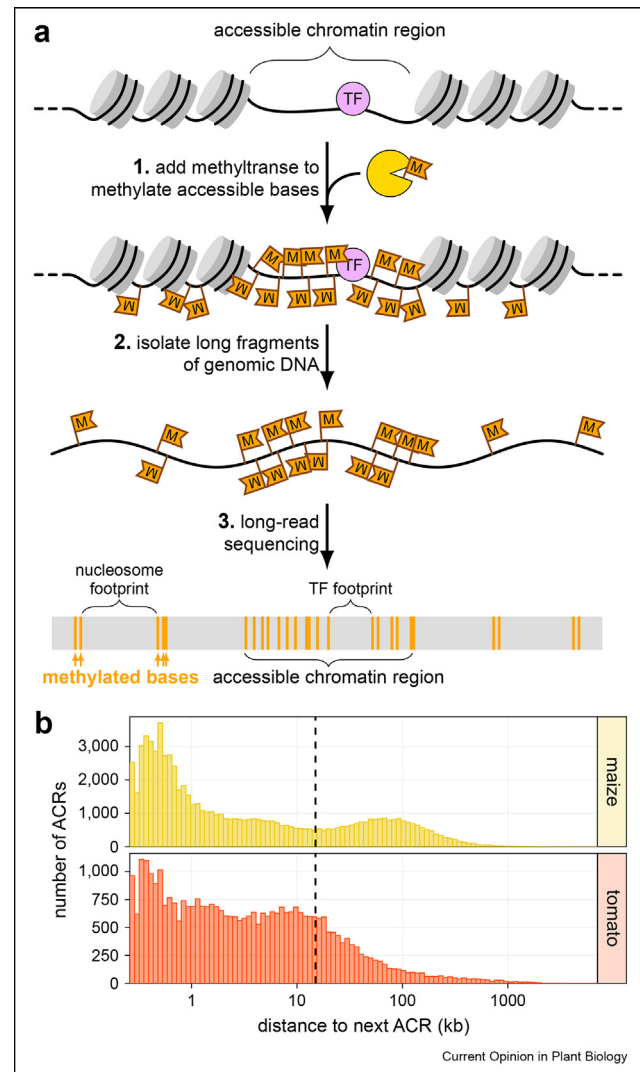 a
accessible chromatin region
TF
1. add methyltranse to
methylate accessible bases
M
M M M M M TF M M
M M M M M M M M M M M
2. isolate long fragments
of genomic DNA
M M M M M M M M M M M M
M M M M M M M
3. long-read
sequencing
nucleosome
footprint
TF footprint
methylated bases
accessible chromatin region
b
3,000
2,000
1,000
0
maize
number of ACRs
1,000
750
500
250
0
tomato
1 10 100 1000
distance to next ACR (kb)
Current Opinion in Plant Biology